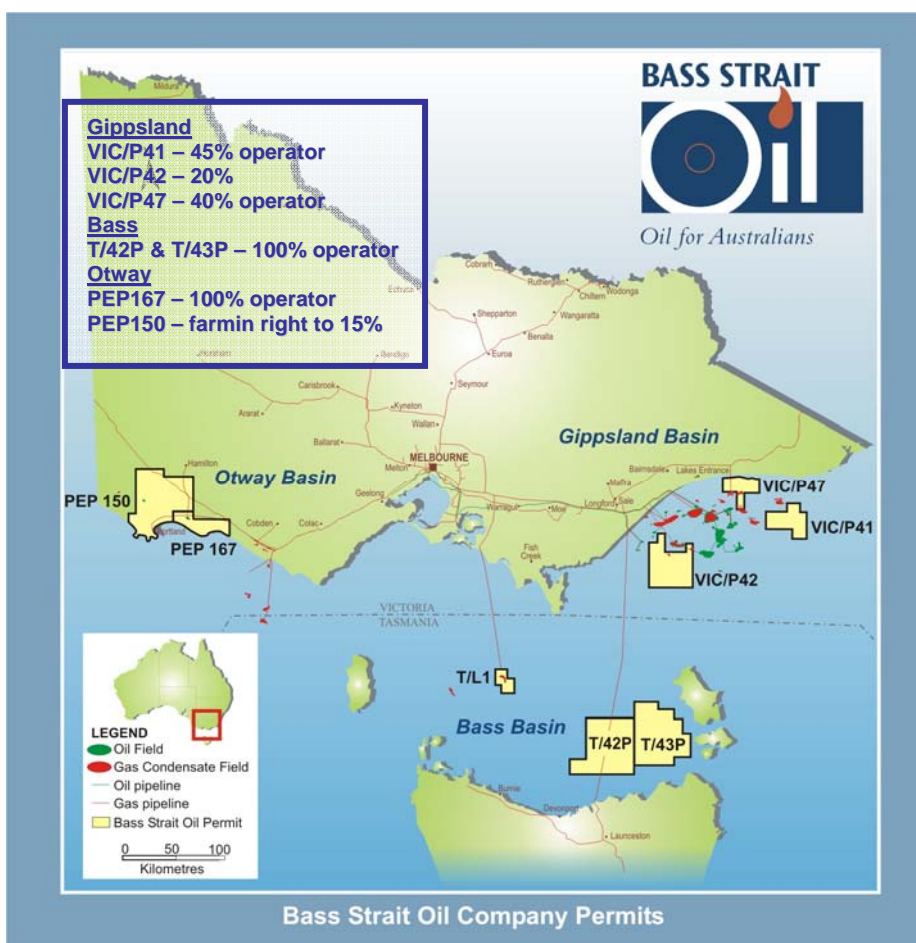 Mildura
BASS STRAIT
Oil
Oil for Australians
Gippsland
VIC/P41 – 45% operator
VIC/P42 – 20%
VIC/P47 – 40% operator
Bass
T/42P & T/43P – 100% operator
Otway
PEP167 – 100% operator
PEP150 – farmin right to 15%
Cobram
Rutherglen
Wodonga
Chiltern
Echuca
Shepparton
Wangaratta
Benalla
Euroa
Horsham
Bendigo
Seymour
Carisbrook
Kyneton
Ararat
Wallan
Ballarat
Gippsland Basin
MELBOURNE
Melton
Bairnsdale
Lakes Entrance
Hamilton
Otway Basin
Maffra
VIC/P47
Geelong
Longford
Sale
PEP 150
Warragul
Moe
Portland
Cobden
Colac
VIC/P41
PEP 167
Fish
Creek
VIC/P42
VICTORIA
TASMANIA
T/L1
Bass Basin
T/42P
T/43P
LEGEND
Oil Field
Gas Condensate Field
Oil pipeline
Gas pipeline
Bass Strait Oil Permit
0 50 100
Kilometres
Burnie
Devonport
Launceston
Bass Strait Oil Company Permits